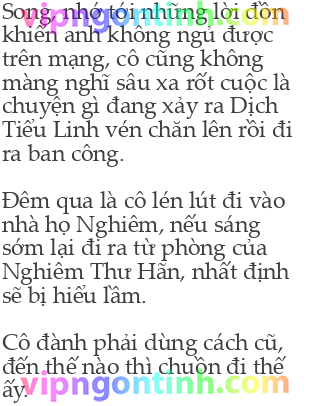 Song, nhớ tới những lời đồn
khiến anh không ngủ được
trên mạng, cô cũng không
màng nghĩ sâu xa rốt cuộc là
chuyện gì đang xảy ra Dịch
Tiểu Linh vén chăn lên rồi đi
ra ban công.
Đêm qua là cô lén lút đi vào
nhà họ Nghiêm, nếu sáng
sớm lại đi ra từ phòng của
Nghiêm Thư Hãn, nhất định
sẽ bị hiểu lầm.
Cô đành phải dùng cách cũ,
đến thế nào thì chuồn đi thế
ấy.
vipngontinh.com
vipngontinh.com